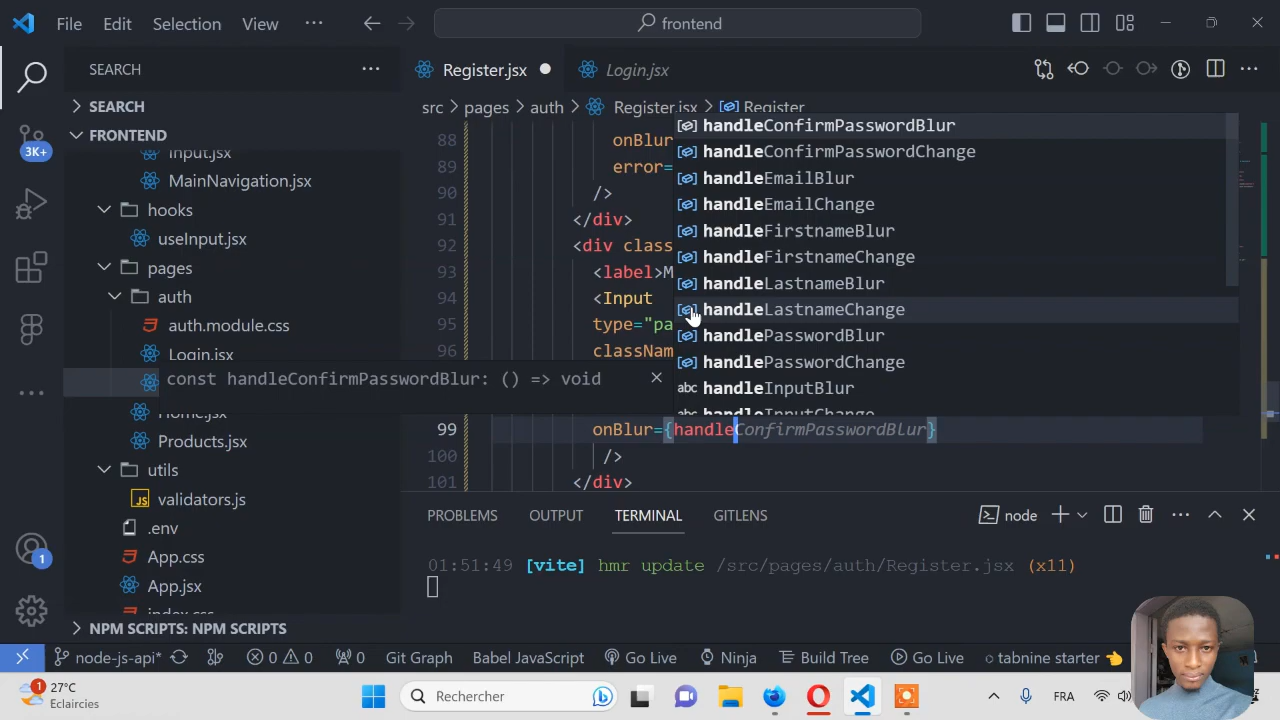 File Edit Selection View ··· frontend
SEARCH ···
Register.jsx Login.jsx ···
SEARCH
src > pages > auth > Register.jsx > Register
FRONTEND
Input.jsx
MainNavigation.jsx
hooks
useInput.jsx
pages
auth
auth.module.css
Login.jsx
Home.jsx
Products.jsx
utils
validators.js
.env
App.css
App.jsx
index.css
NPM SCRIPTS: NPM SCRIPTS
3K+
1
88 onBlur
89 error=
90 />
91 </div>
92 <div class
93 <label>M
94 <Input
95 type="pa
96 classNam
99 onBlur={handleConfirmPasswordBlur}
100 />
101 </div>
handleConfirmPasswordBlur
handleConfirmPasswordChange
handleEmailBlur
handleEmailChange
handleFirstnameBlur
handleFirstnameChange
handleLastnameBlur
handleLastnameChange
handlePasswordBlur
handlePasswordChange
abc handleInputBlur
abc handleInputChange
const handleConfirmPasswordBlur: () => void
PROBLEMS OUTPUT TERMINAL GITLENS node ···
01:51:49 [vite] hmr update /src/pages/auth/Register.jsx (x11)
node-js-api* 0 0 0 Git Graph Babel JavaScript Go Live Ninja Build Tree Go Live tabnine starter
1 27°C
Eclaircies
Rechercher
FRA